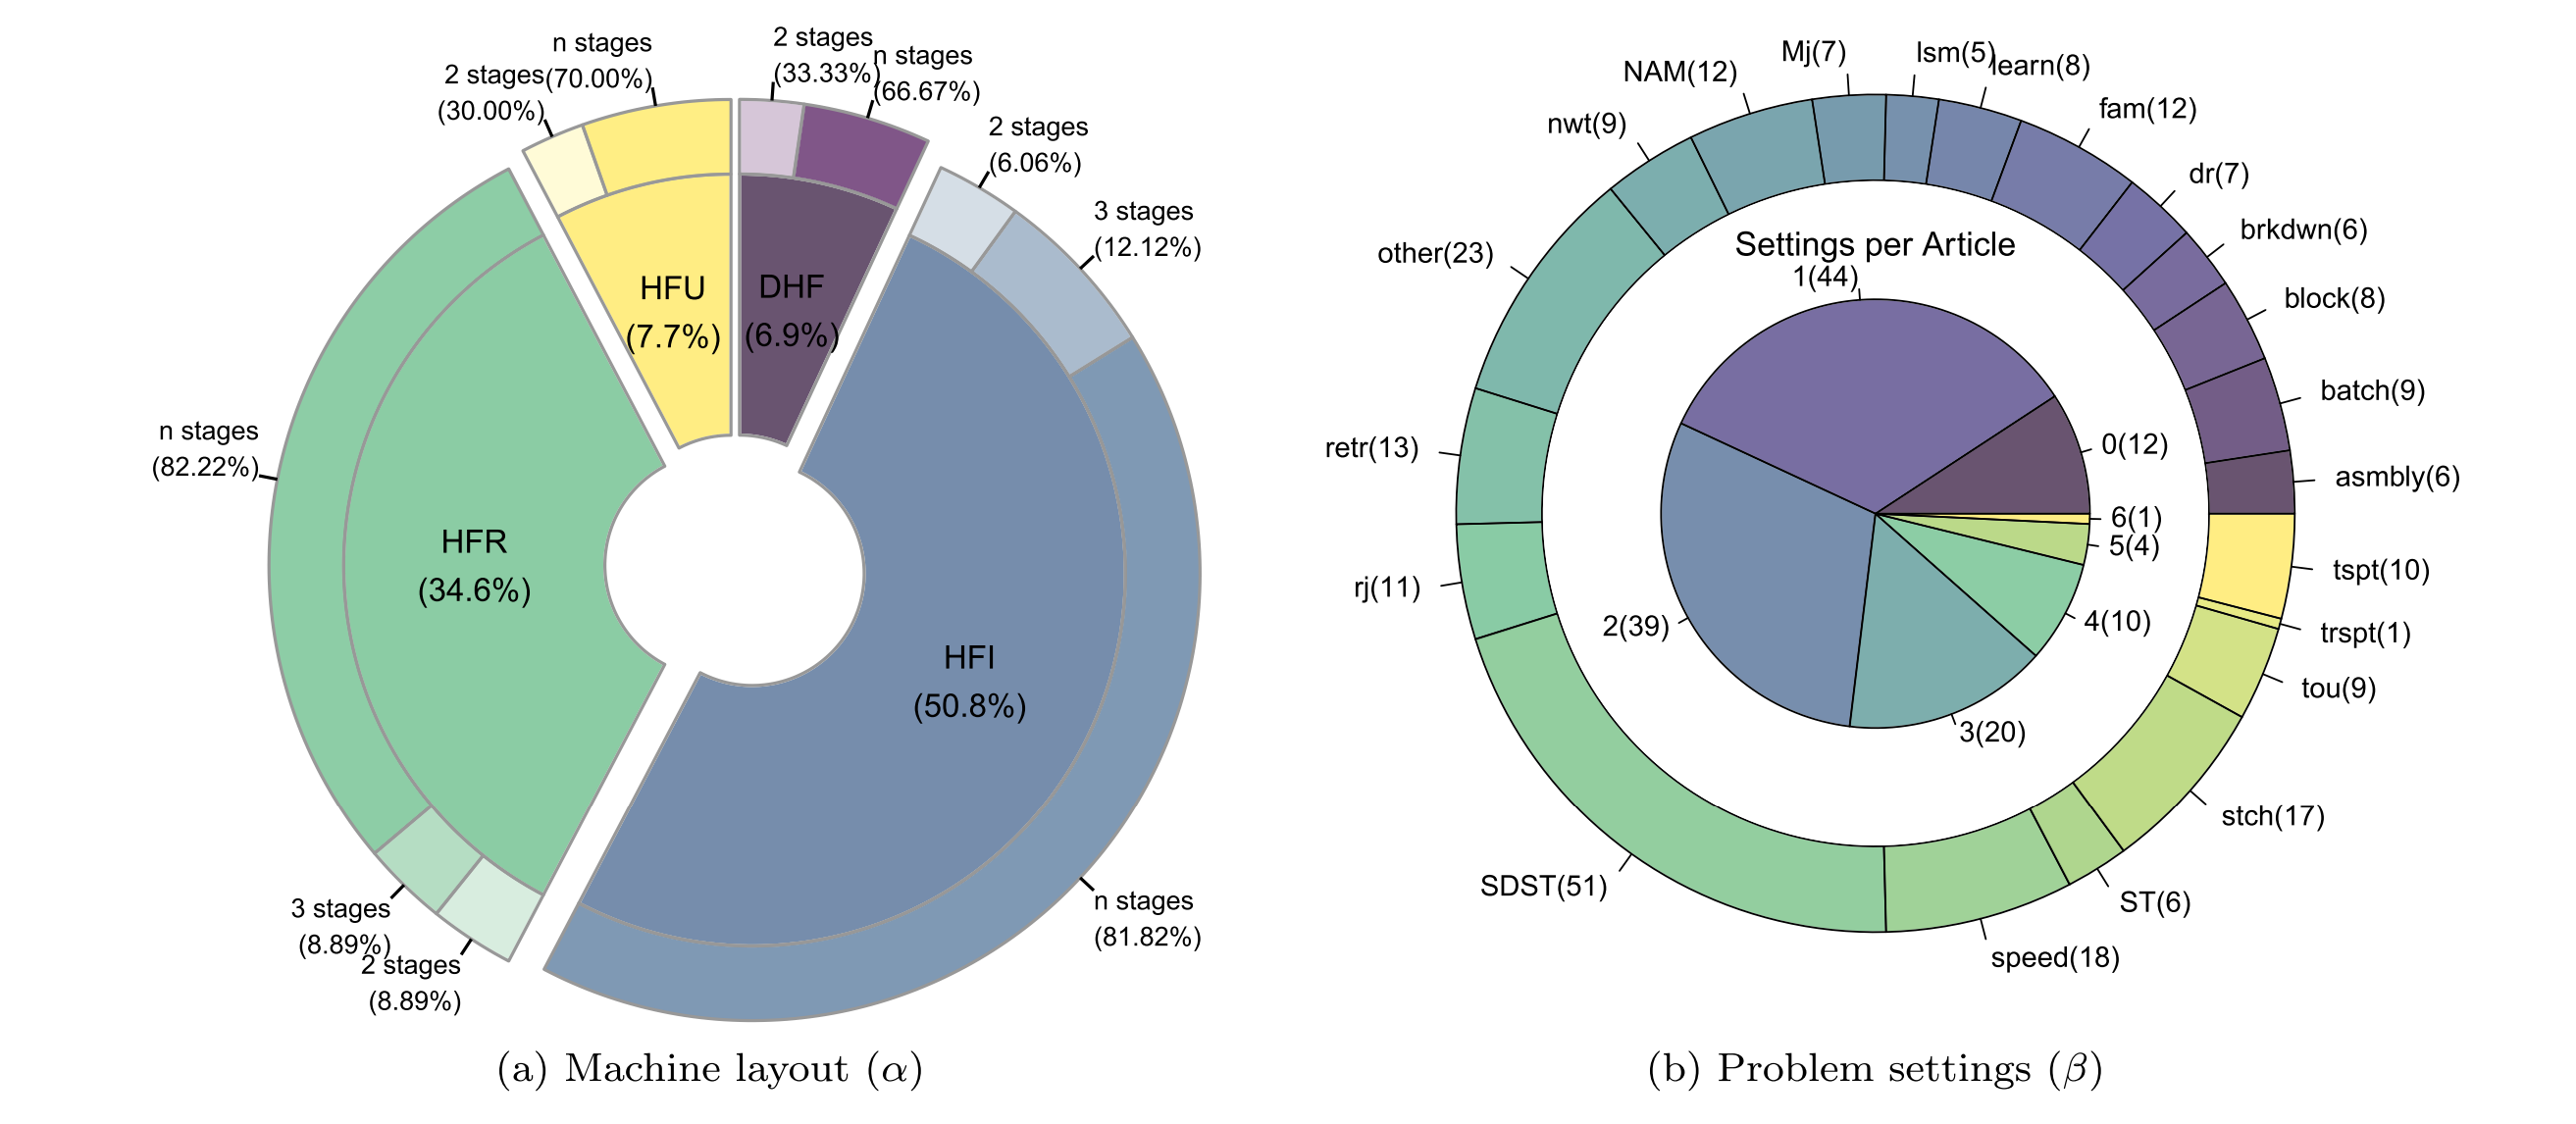 n stages
(70.00%)
2 stages
(30.00%)
2 stages
(33.33%)
n stages
(66.67%)
2 stages
(6.06%)
3 stages
(12.12%)
HFU
(7.7%)
DHF
(6.9%)
n stages
(82.22%)
HFR
(34.6%)
HFI
(50.8%)
3 stages
(8.89%)
2 stages
(8.89%)
n stages
(81.82%)
(a) Machine layout (α)
Mj(7)
lsm(5)
learn(8)
NAM(12)
fam(12)
nwt(9)
dr(7)
brkdwn(6)
other(23)
block(8)
batch(9)
retr(13)
asmbly(6)
rj(11)
tspt(10)
trspt(1)
tou(9)
stch(17)
SDST(51)
ST(6)
speed(18)
Settings per Article
1(44)
0(12)
6(1)
5(4)
4(10)
2(39)
3(20)
(b) Problem settings (β)